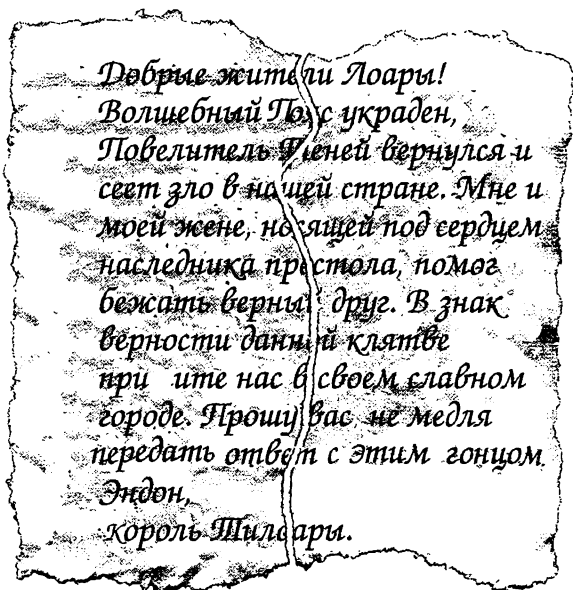 Добрые жители Лоары!
Волшебный Пояс украден,
Повелитель Теней вернулся и
сеет зло в нашей стране. Мне и
моей жене, носящей под сердцем
наследника престола, помог
бежать верный друг. В знак
верности данной клятве
при ите нас в своем славном
городе. Прошу вас, не медля
передать ответ с этим гонцом.
Эндон,
король Тилоары.